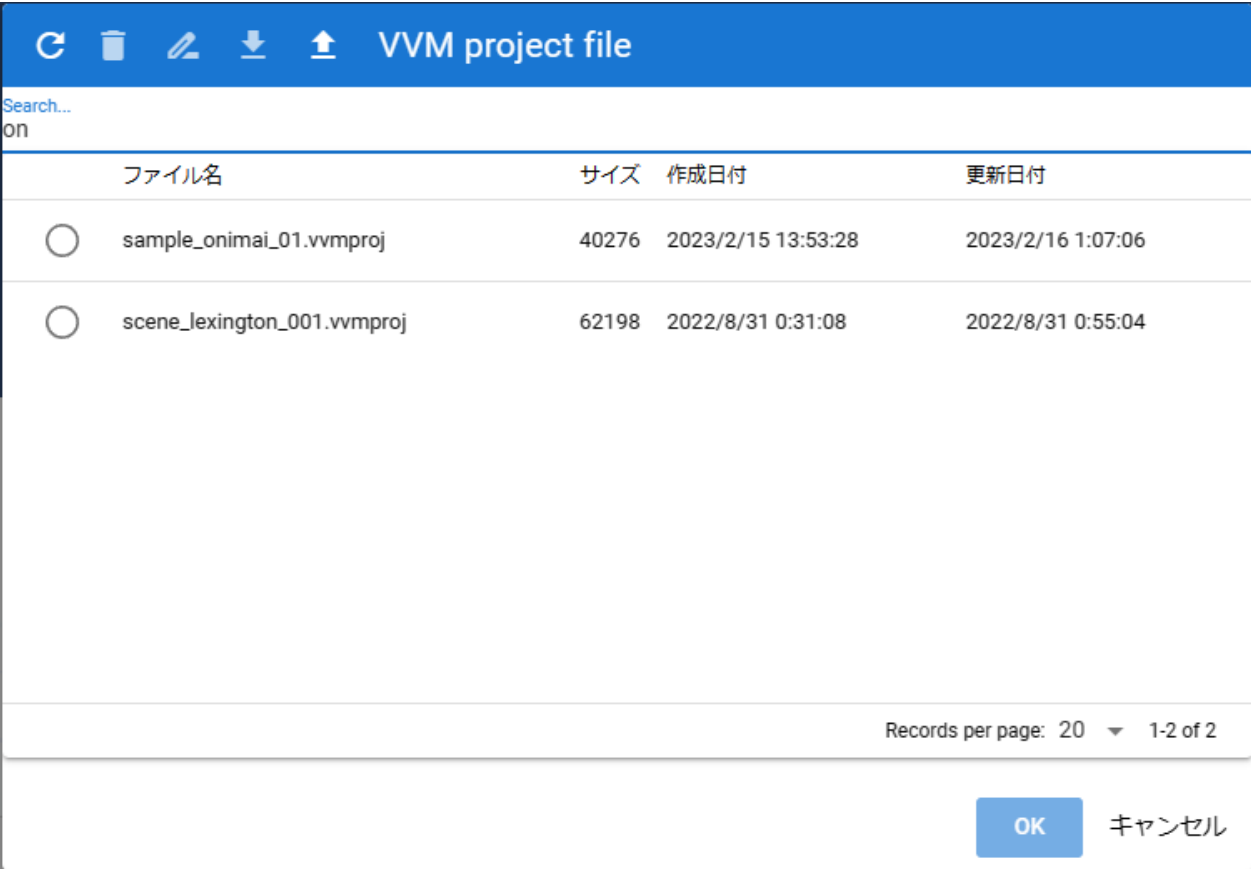 VVM project file
Search...
on
ファイル名 サイズ 作成日付 更新日付
sample_onimai_01.vvmproj 40276 2023/2/15 13:53:28 2023/2/16 1:07:06
scene_lexington_001.vvmproj 62198 2022/8/31 0:31:08 2022/8/31 0:55:04
Records per page: 20 1-2 of 2
OK キャンセル